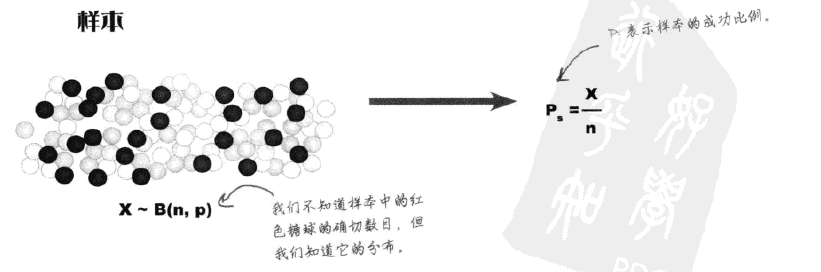 样本
P_s 表示样本的成功比例。
P_s = X
n
X ~ B(n, p)
我们不知道样本中的红
色糖球的确切数目，但
我们知道它的分布。